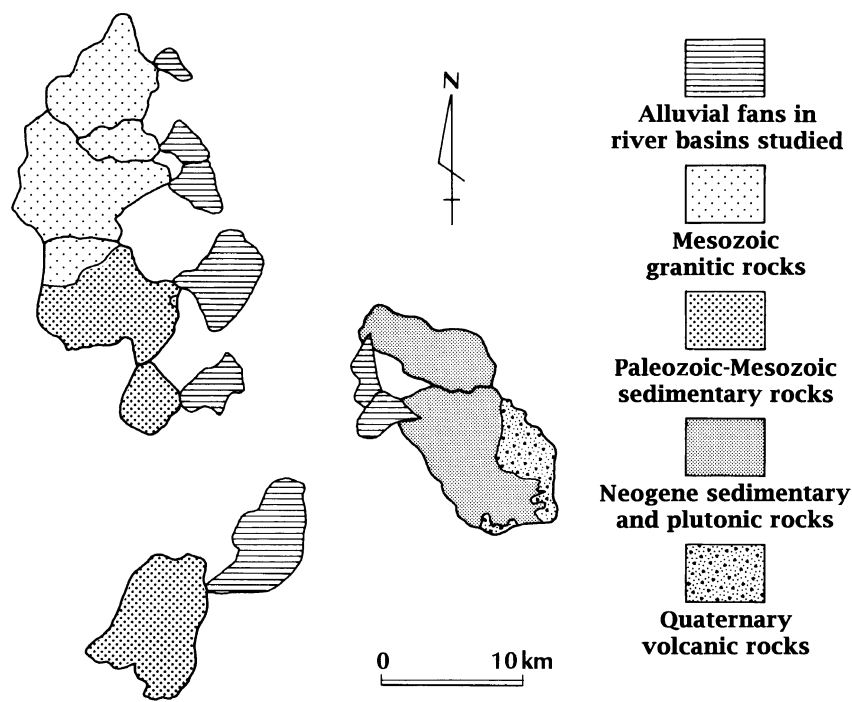 N
Alluvial fans in
river basins studied
Mesozoic
granitic rocks
Paleozoic-Mesozoic
sedimentary rocks
Neogene sedimentary
and plutonic rocks
Quaternary
volcanic rocks
0 10 km